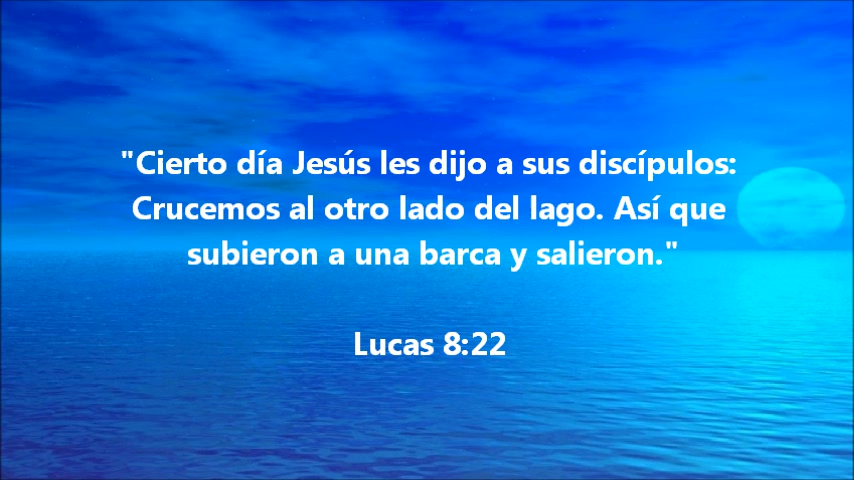 "Cierto día Jesús les dijo a sus discípulos:
Crucemos al otro lado del lago. Así que
subieron a una barca y salieron."
Lucas 8:22